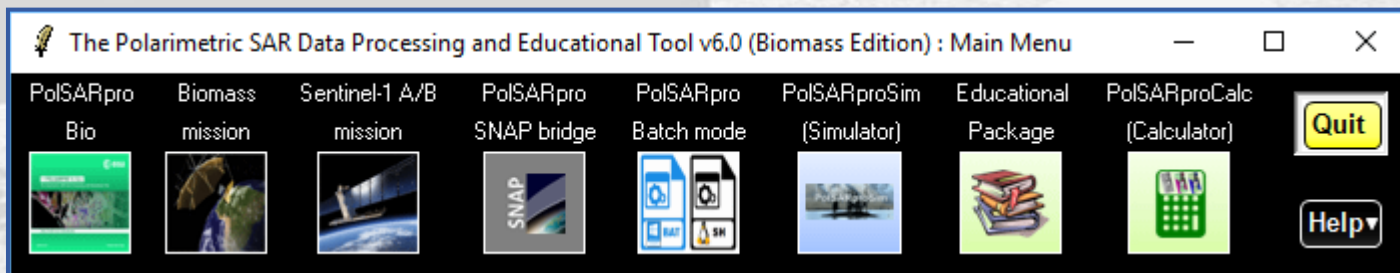 The Polarimetric SAR Data Processing and Educational Tool v6.0 (Biomass Edition) : Main Menu
PolSARpro Biomass Sentinel-1 A/B PolSARpro PolSARpro PolSARproSim Educational PolSARproCalc
Bio mission mission SNAP bridge Batch mode (Simulator) Package (Calculator)
Quit
esa
SNAP
BAT SH
PolSARproSim
Help